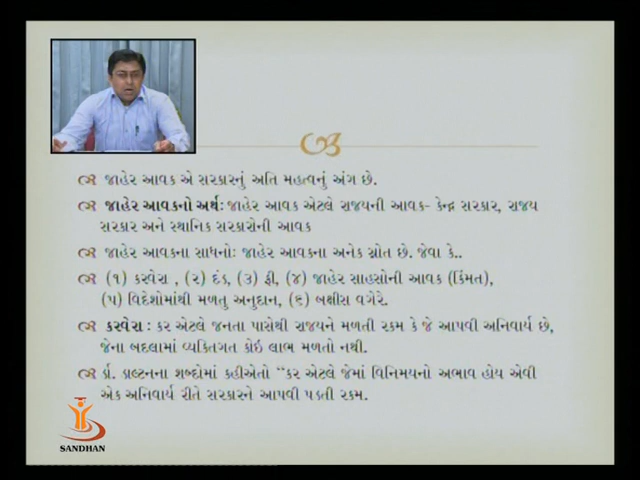 જાહેર આવક એ સરકારનું અતિ મહત્વનું અંગ છે.
જાહેર આવકનો અર્થ: જાહેર આવક એટલે રાજયની આવક- કેન્દ્ર સરકાર, રાજય
સરકાર અને સ્થાનિક સરકારોની આવક
જાહેર આવકના સાધનો: જાહેર આવકના અનેક સ્રોત છે. જેવા કે..
(૧) કરવેરા , (૨) દંડ, (૩) ફી, (૪) જાહેર સાહસોની આવક (કિંમત),
(૫) વિદેશોમાંથી મળતુ અનુદાન, (૬) બક્ષીસ વગેરે.
કરવેરા : કર એટલે જનતા પાસેથી રાજયને મળતી રકમ કે જે આપવી અનિવાર્ય છે,
જેના બદલામાં વ્યક્તિગત કોઇ લાભ મળતો નથી.
ર્ડા. ડાલ્ટનના શબ્દોમાં કહીએતો “કર એટલે જેમાં વિનિમયનો અભાવ હોય એવી
એક અનિવાર્ય રીતે સરકારને આપવી પડતી રકમ.
SANDHAN